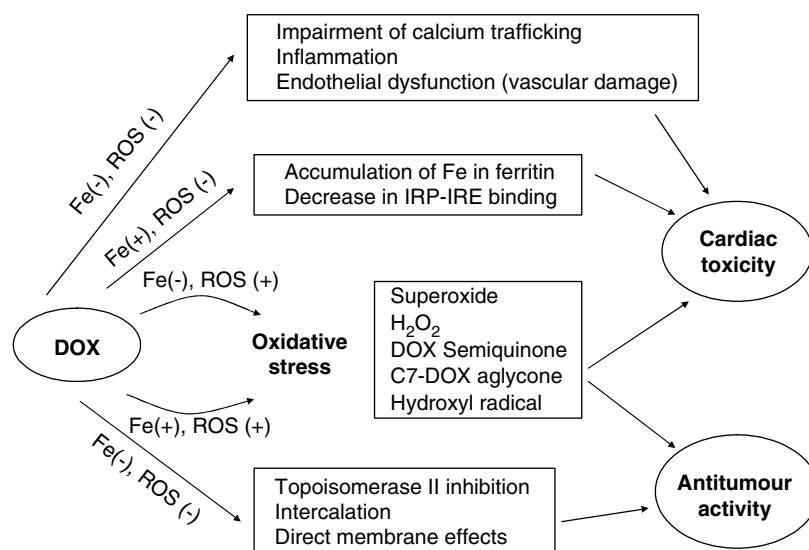 Impairment of calcium trafficking
Inflammation
Endothelial dysfunction (vascular damage)
Fe(-), ROS (-)
Accumulation of Fe in ferritin
Decrease in IRP-IRE binding
Fe(+), ROS (-)
Cardiac
toxicity
Fe(-), ROS (+)
DOX
Oxidative
stress
Superoxide
H₂O₂
DOX Semiquinone
C7-DOX aglycone
Hydroxyl radical
Fe(+), ROS (+)
Fe(-), ROS (-)
Topoisomerase II inhibition
Intercalation
Direct membrane effects
Antitumour
activity